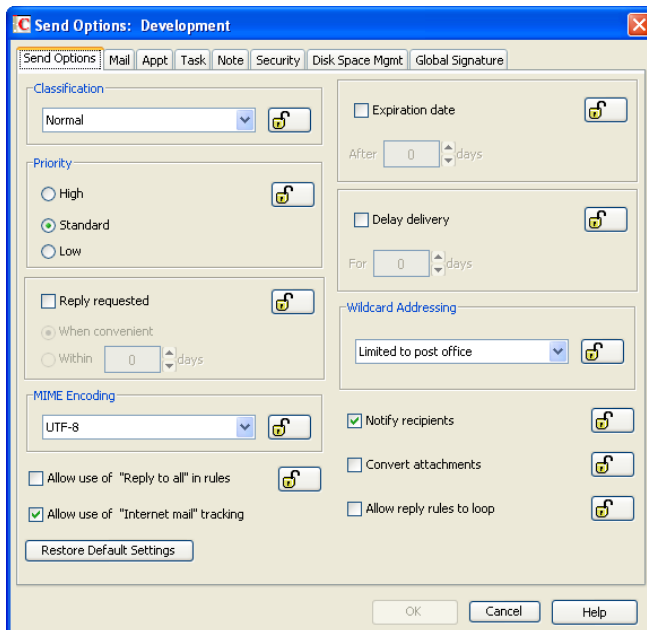 Send Options:  Development
Send Options Mail Appt Task Note Security Disk Space Mgmt Global Signature
Classification
Normal
Priority
High
Standard
Low
Reply requested
When convenient
Within 0 days
MIME Encoding
UTF-8
Allow use of "Reply to all" in rules
Allow use of "Internet mail" tracking
Restore Default Settings
Expiration date
After 0 days
Delay delivery
For 0 days
Wildcard Addressing
Limited to post office
Notify recipients
Convert attachments
Allow reply rules to loop
OK Cancel Help